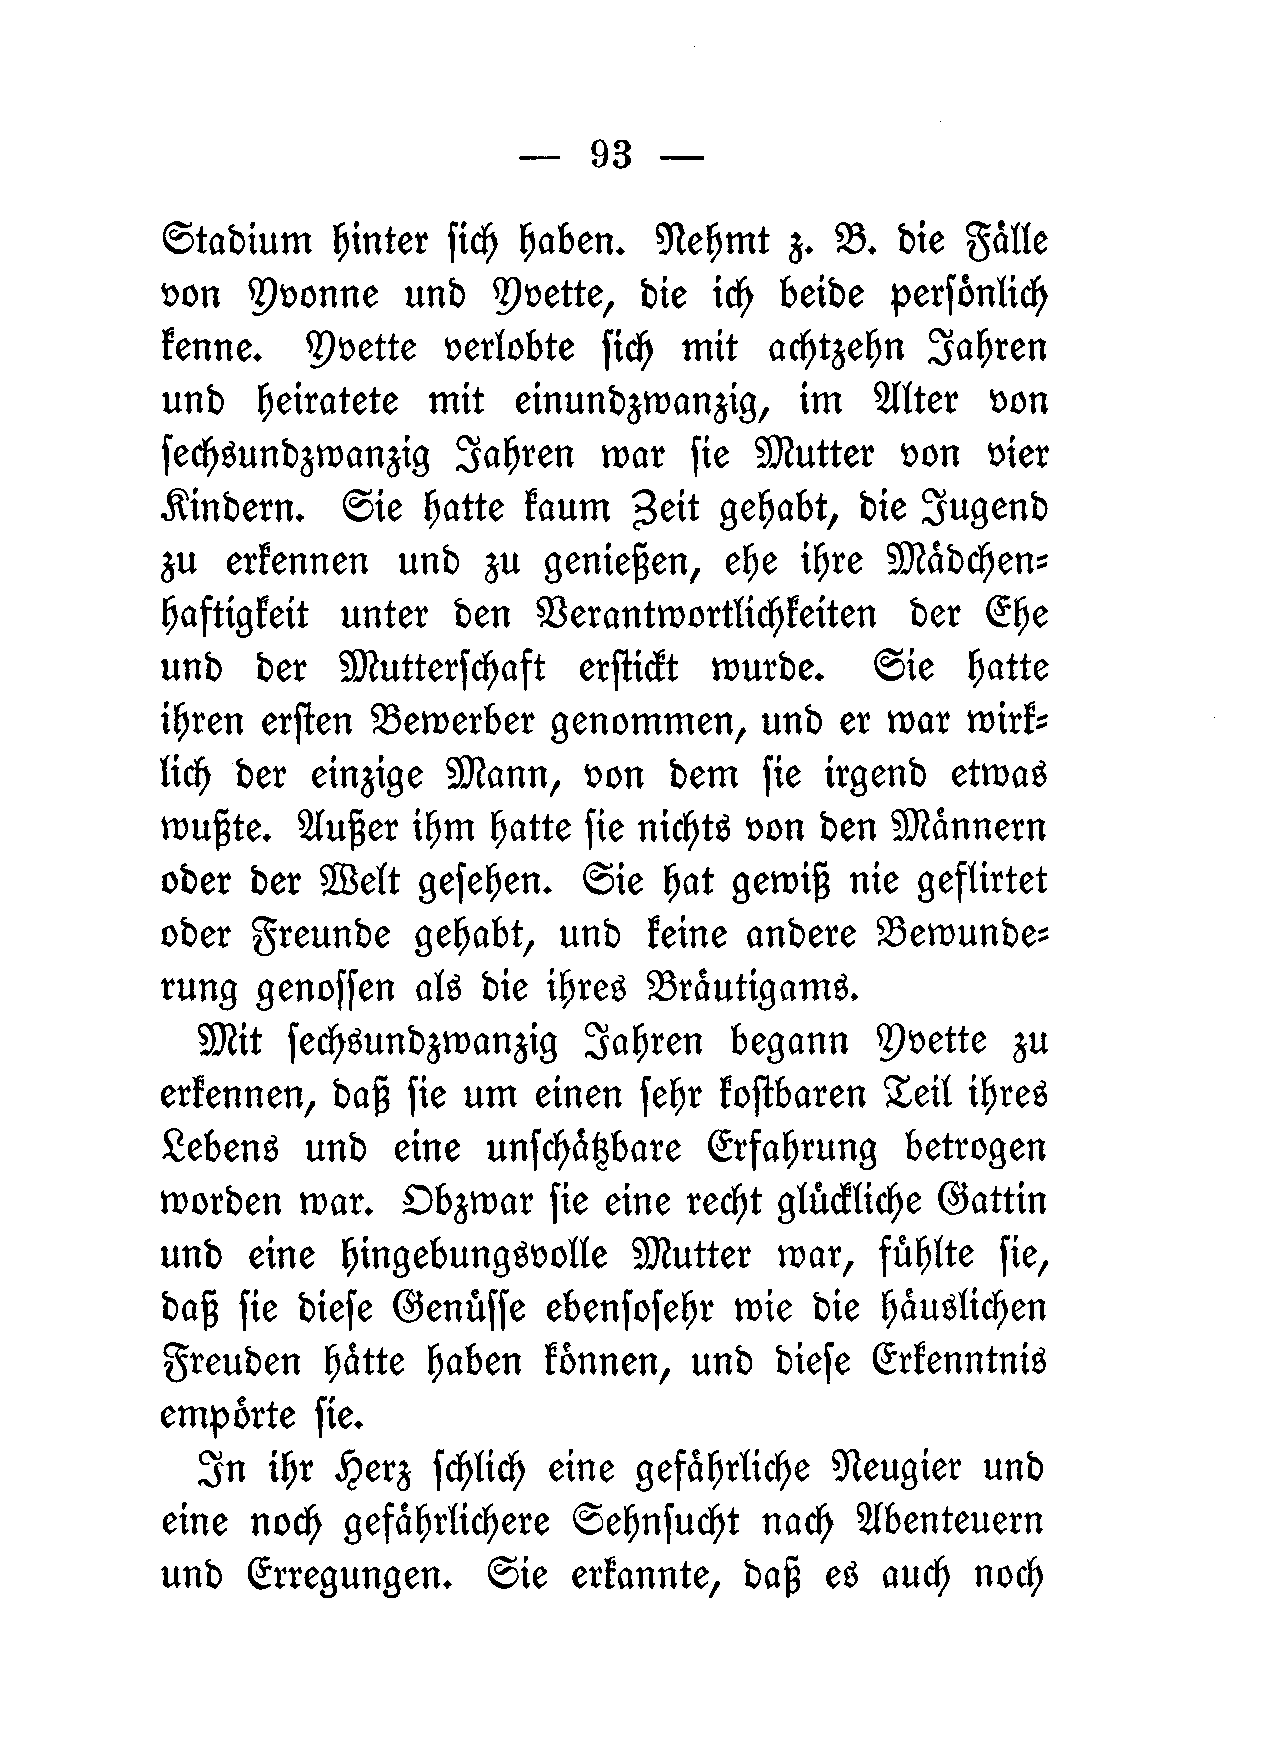 — 93 —
Stadium hinter sich haben. Nehmt z. B. die Fälle
von Yvonne und Yvette, die ich beide persönlich
kenne. Yvette verlobte sich mit achtzehn Jahren
und heiratete mit einundzwanzig, im Alter von
sechsundzwanzig Jahren war sie Mutter von vier
Kindern. Sie hatte kaum Zeit gehabt, die Jugend
zu erkennen und zu genießen, ehe ihre Mädchen-
haftigkeit unter den Verantwortlichkeiten der Ehe
und der Mutterschaft erstickt wurde. Sie hatte
ihren ersten Bewerber genommen, und er war wirk-
lich der einzige Mann, von dem sie irgend etwas
wußte. Außer ihm hatte sie nichts von den Männern
oder der Welt gesehen. Sie hat gewiß nie geflirtet
oder Freunde gehabt, und keine andere Bewunde-
rung genossen als die ihres Bräutigams.
Mit sechsundzwanzig Jahren begann Yvette zu
erkennen, daß sie um einen sehr kostbaren Teil ihres
Lebens und eine unschätzbare Erfahrung betrogen
worden war. Obzwar sie eine recht glückliche Gattin
und eine hingebungsvolle Mutter war, fühlte sie,
daß sie diese Genüsse ebensosehr wie die häuslichen
Freuden hätte haben können, und diese Erkenntnis
empörte sie.
In ihr Herz schlich eine gefährliche Neugier und
eine noch gefährlichere Sehnsucht nach Abenteuern
und Erregungen. Sie erkannte, daß es auch noch